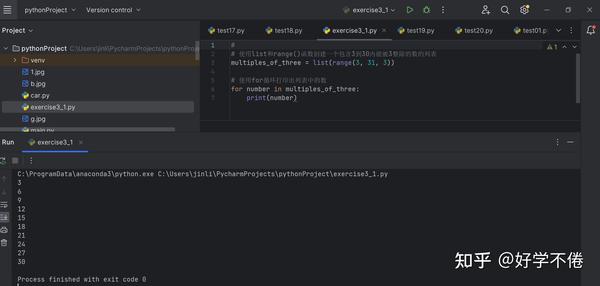 pythonProject
Version control
exercise3_1
Project
test17.py
test18.py
exercise3_1.py
test19.py
test20.py
test01.py
pythonProject C:\Users\jinli\PycharmProjects\pythonProj
venv
1.jpg
b.jpg
car.py
exercise3_1.py
g.jpg
main.py
1 #
2 # 使用list和range()函数创建一个包含3到30内能被3整除的数的列表
3 multiples_of_three = list(range(3, 31, 3))
4
5 # 使用for循环打印出列表中的数
6 for number in multiples_of_three:
7 print(number)
1
Run
exercise3_1
C:\ProgramData\anaconda3\python.exe C:\Users\jinli\PycharmProjects\pythonProject\exercise3_1.py
3
6
9
12
15
18
21
24
27
30
Process finished with exit code 0
知乎 @好学不倦